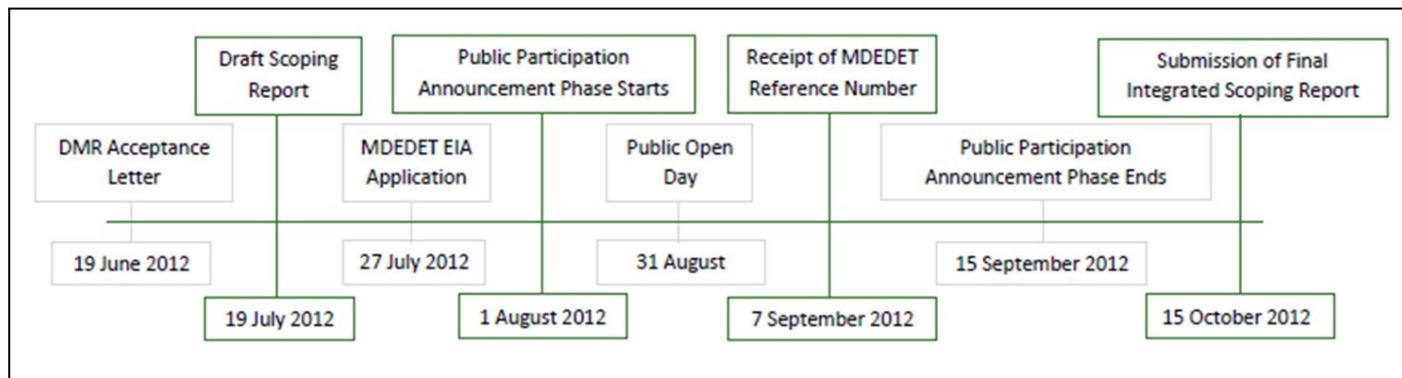 Draft Scoping
Report
Public Participation
Announcement Phase Starts
Receipt of MDEDET
Reference Number
Submission of Final
Integrated Scoping Report
DMR Acceptance
Letter
MDEDET EIA
Application
Public Open
Day
Public Participation
Announcement Phase Ends
19 June 2012
27 July 2012
31 August
15 September 2012
19 July 2012
1 August 2012
7 September 2012
15 October 2012